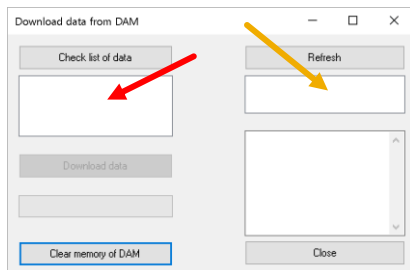 Download data from DAM
Check list of data
Refresh
Download data
Clear memory of DAM
Close